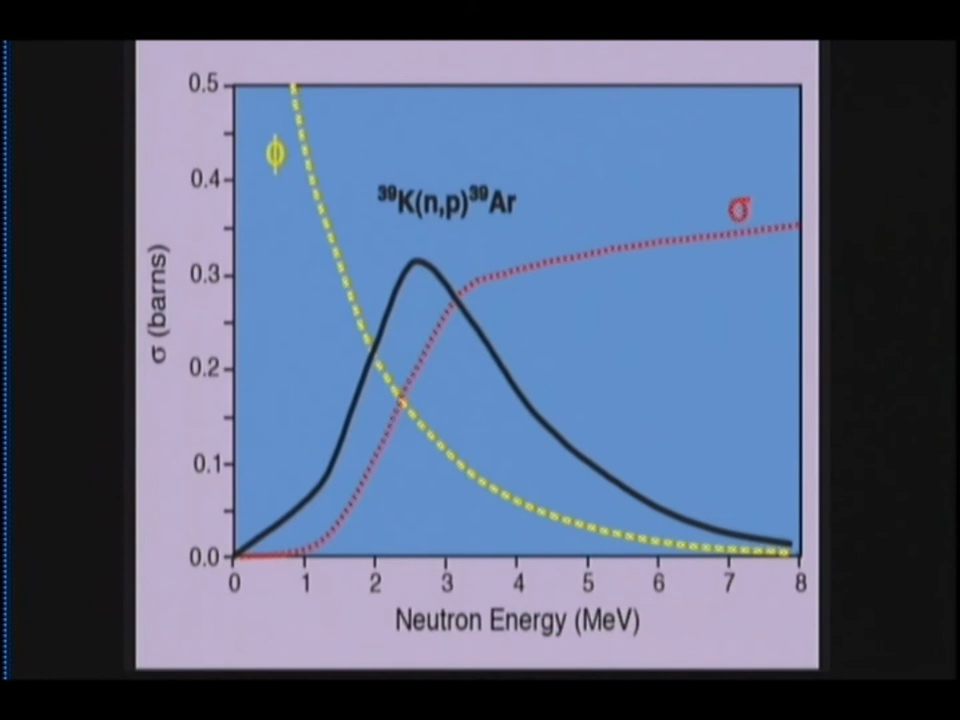 0.5
ϕ
0.4
³⁹K(n,p)³⁹Ar
σ
0.3
σ (barns)
0.2
0.1
0.0
0 1 2 3 4 5 6 7 8
Neutron Energy (MeV)